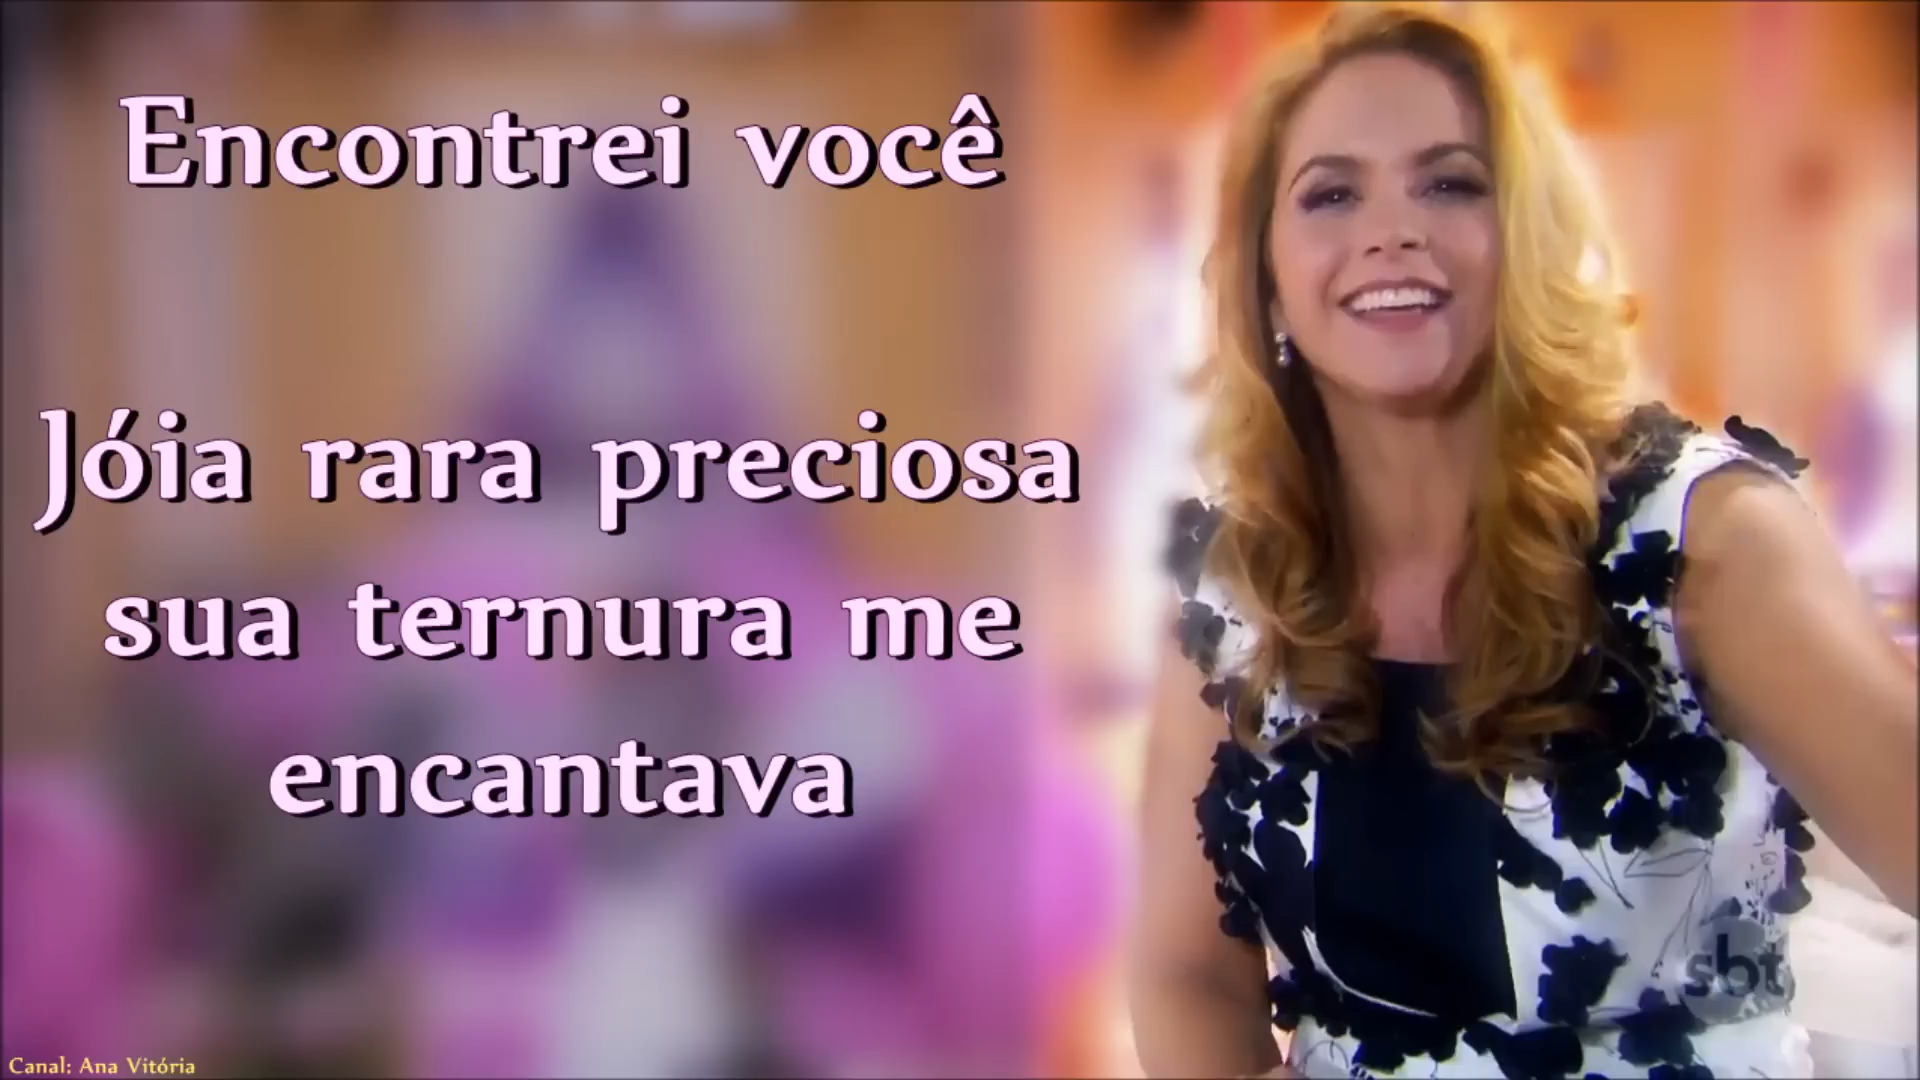 Encontrei você
Jóia rara preciosa
sua ternura me
encantava
sbt
Canal: Ana Vitória